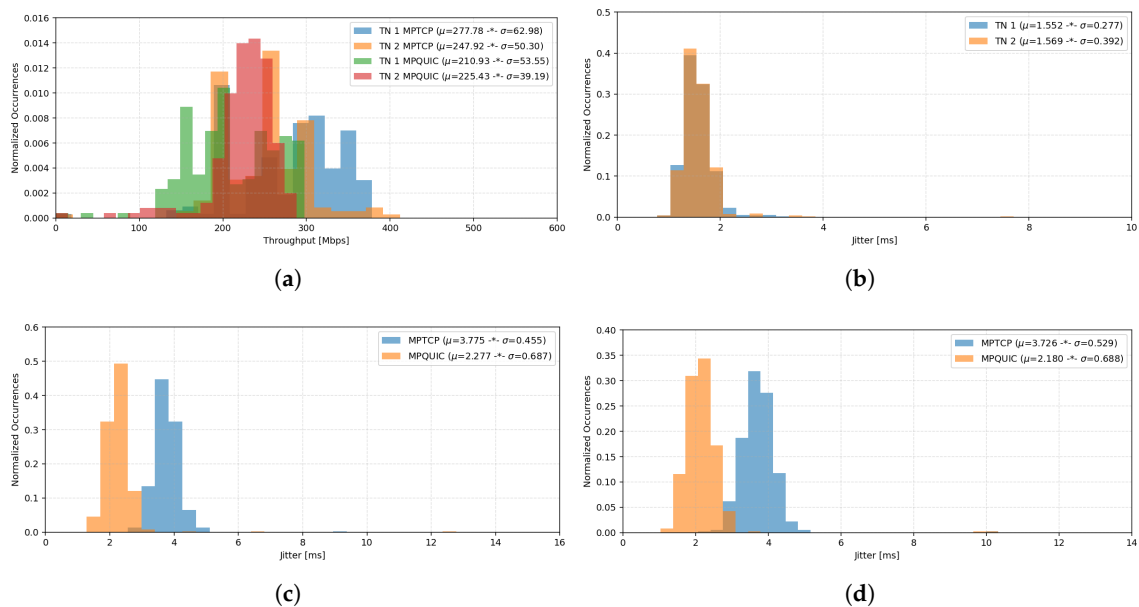 0.016
0.014
0.012
0.010
0.008
0.006
0.004
0.002
0.000
Normalized Occurrences
TN 1 MPTCP (μ=277.78 -*- σ=62.98)
TN 2 MPTCP (μ=247.92 -*- σ=50.30)
TN 1 MPQUIC (μ=210.93 -*- σ=53.55)
TN 2 MPQUIC (μ=225.43 -*- σ=39.19)
0 100 200 300 400 500 600
Throughput [Mbps]
(a)
0.5
0.4
0.3
0.2
0.1
0.0
Normalized Occurrences
TN 1 (μ=1.552 -*- σ=0.277)
TN 2 (μ=1.569 -*- σ=0.392)
0 2 4 6 8 10
Jitter [ms]
(b)
0.6
0.5
0.4
0.3
0.2
0.1
0.0
Normalized Occurrences
MPTCP (μ=3.775 -*- σ=0.455)
MPQUIC (μ=2.277 -*- σ=0.687)
0 2 4 6 8 10 12 14 16
Jitter [ms]
(c)
0.40
0.35
0.30
0.25
0.20
0.15
0.10
0.05
0.00
Normalized Occurrences
MPTCP (μ=3.726 -*- σ=0.529)
MPQUIC (μ=2.180 -*- σ=0.688)
0 2 4 6 8 10 12 14
Jitter [ms]
(d)